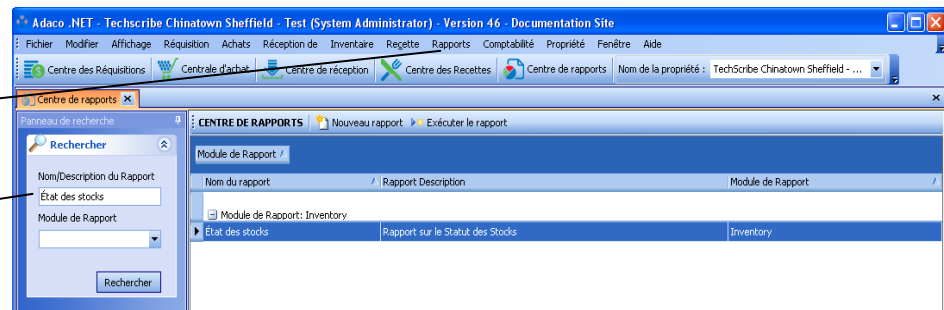 Adaco .NET - Techscribe Chinatown Sheffield - Test (System Administrator) - Version 46 - Documentation Site
Fichier Modifier Affichage Réquisition Achats Réception de Inventaire Recette Rapports Comptabilité Propriété Fenêtre Aide
Centre des Réquisitions Centrale d'achat Centre de réception Centre des Recettes Centre de rapports Nom de la propriété : TechScribe Chinatown Sheffield - ...
Centre de rapports
Panneau de recherche
CENTRE DE RAPPORTS Nouveau rapport Exécuter le rapport
Rechercher
Module de Rapport
Nom/Description du Rapport
Nom du rapport Rapport Description Module de Rapport
État des stocks
Module de Rapport
Module de Rapport: Inventory
État des stocks Rapport sur le Statut des Stocks Inventory
Rechercher